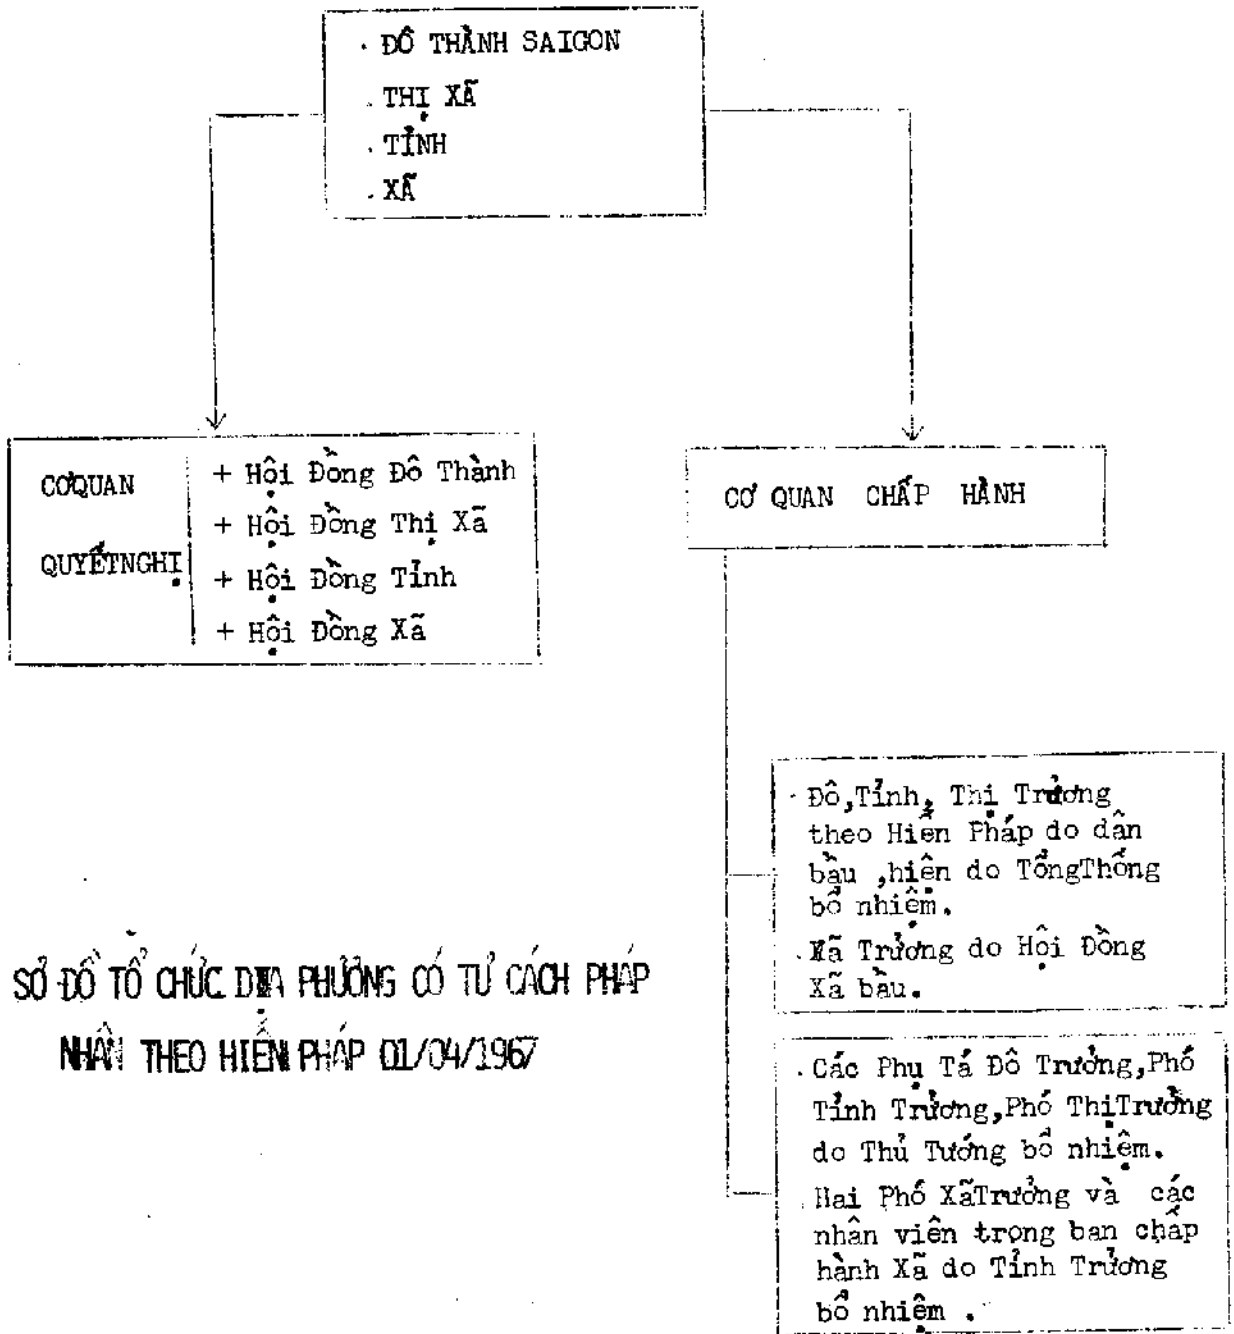 . ĐÔ THÀNH SAIGON
. THỊ XÃ
. TỈNH
. XÃ
CƠQUAN
QUYẾTNGHỊ
+ Hội Đồng Đô Thành
+ Hội Đồng Thị Xã
+ Hội Đồng Tỉnh
+ Hội Đồng Xã
CƠ QUAN CHẤP HÀNH
. Đô,Tỉnh, Thị Trưởng
theo Hiến Pháp do dân
bầu ,hiện do TổngThống
bổ nhiệm.
. Xã Trưởng do Hội Đồng
Xã bầu.
SƠ ĐỒ TỔ CHỨC ĐỊA PHƯƠNG CÓ TƯ CÁCH PHÁP
NHÂN THEO HIẾN PHÁP 01/04/1967
. Các Phụ Tá Đô Trưởng,Phó
Tỉnh Trưởng,Phó ThịTrưởng
do Thủ Tướng bổ nhiệm.
. Hai Phó XãTrưởng và các
nhân viên trong ban chấp
hành Xã do Tỉnh Trưởng
bổ nhiệm .